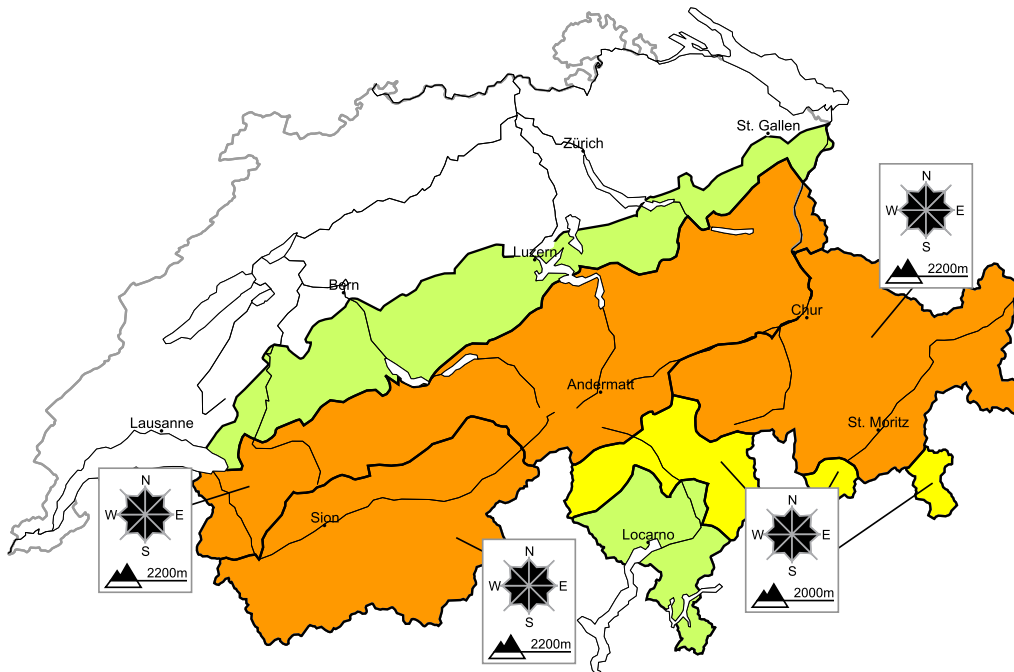 St. Gallen
Zürich
N
W E
S
2200m
Luzern
Bern
Chur
Andermatt
St. Moritz
Lausanne
N
W E
S
2200m
Sion
Locarno
N
W E
S
2000m
N
W E
S
2200m